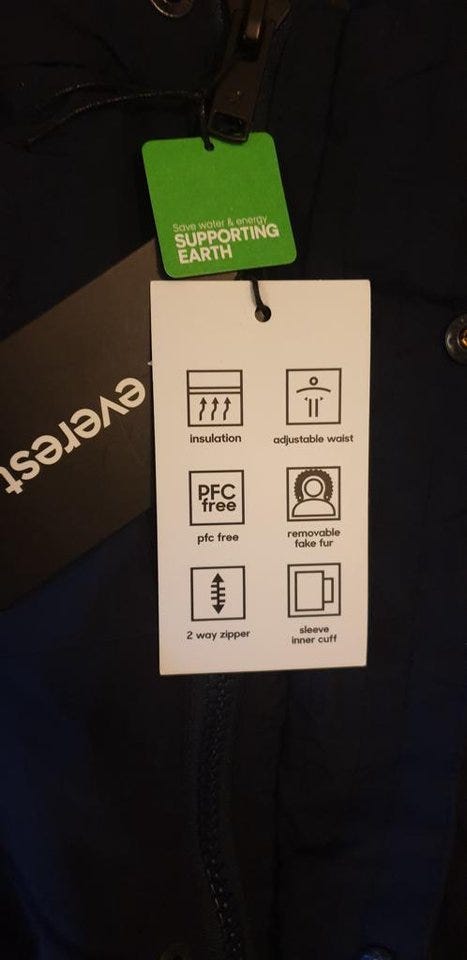 Save water & energy
SUPPORTING
EARTH
everest
insulation
adjustable waist
PFC
free
pfc free
removable
fake fur
2 way zipper
sleeve
inner cuff